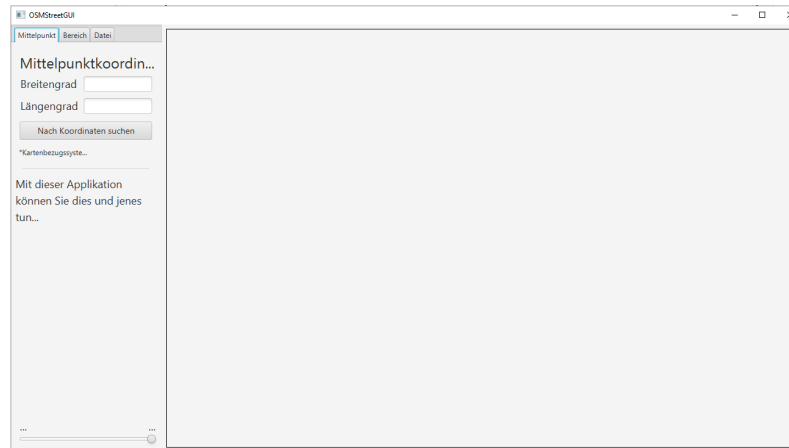 OSMStreetGUI
Mittelpunkt Bereich Datei
Mittelpunktkoordin...
Breitengrad
Längengrad
Nach Koordinaten suchen
*Kartenbezugssyste...
Mit dieser Applikation
können Sie dies und jenes
tun...
... ...